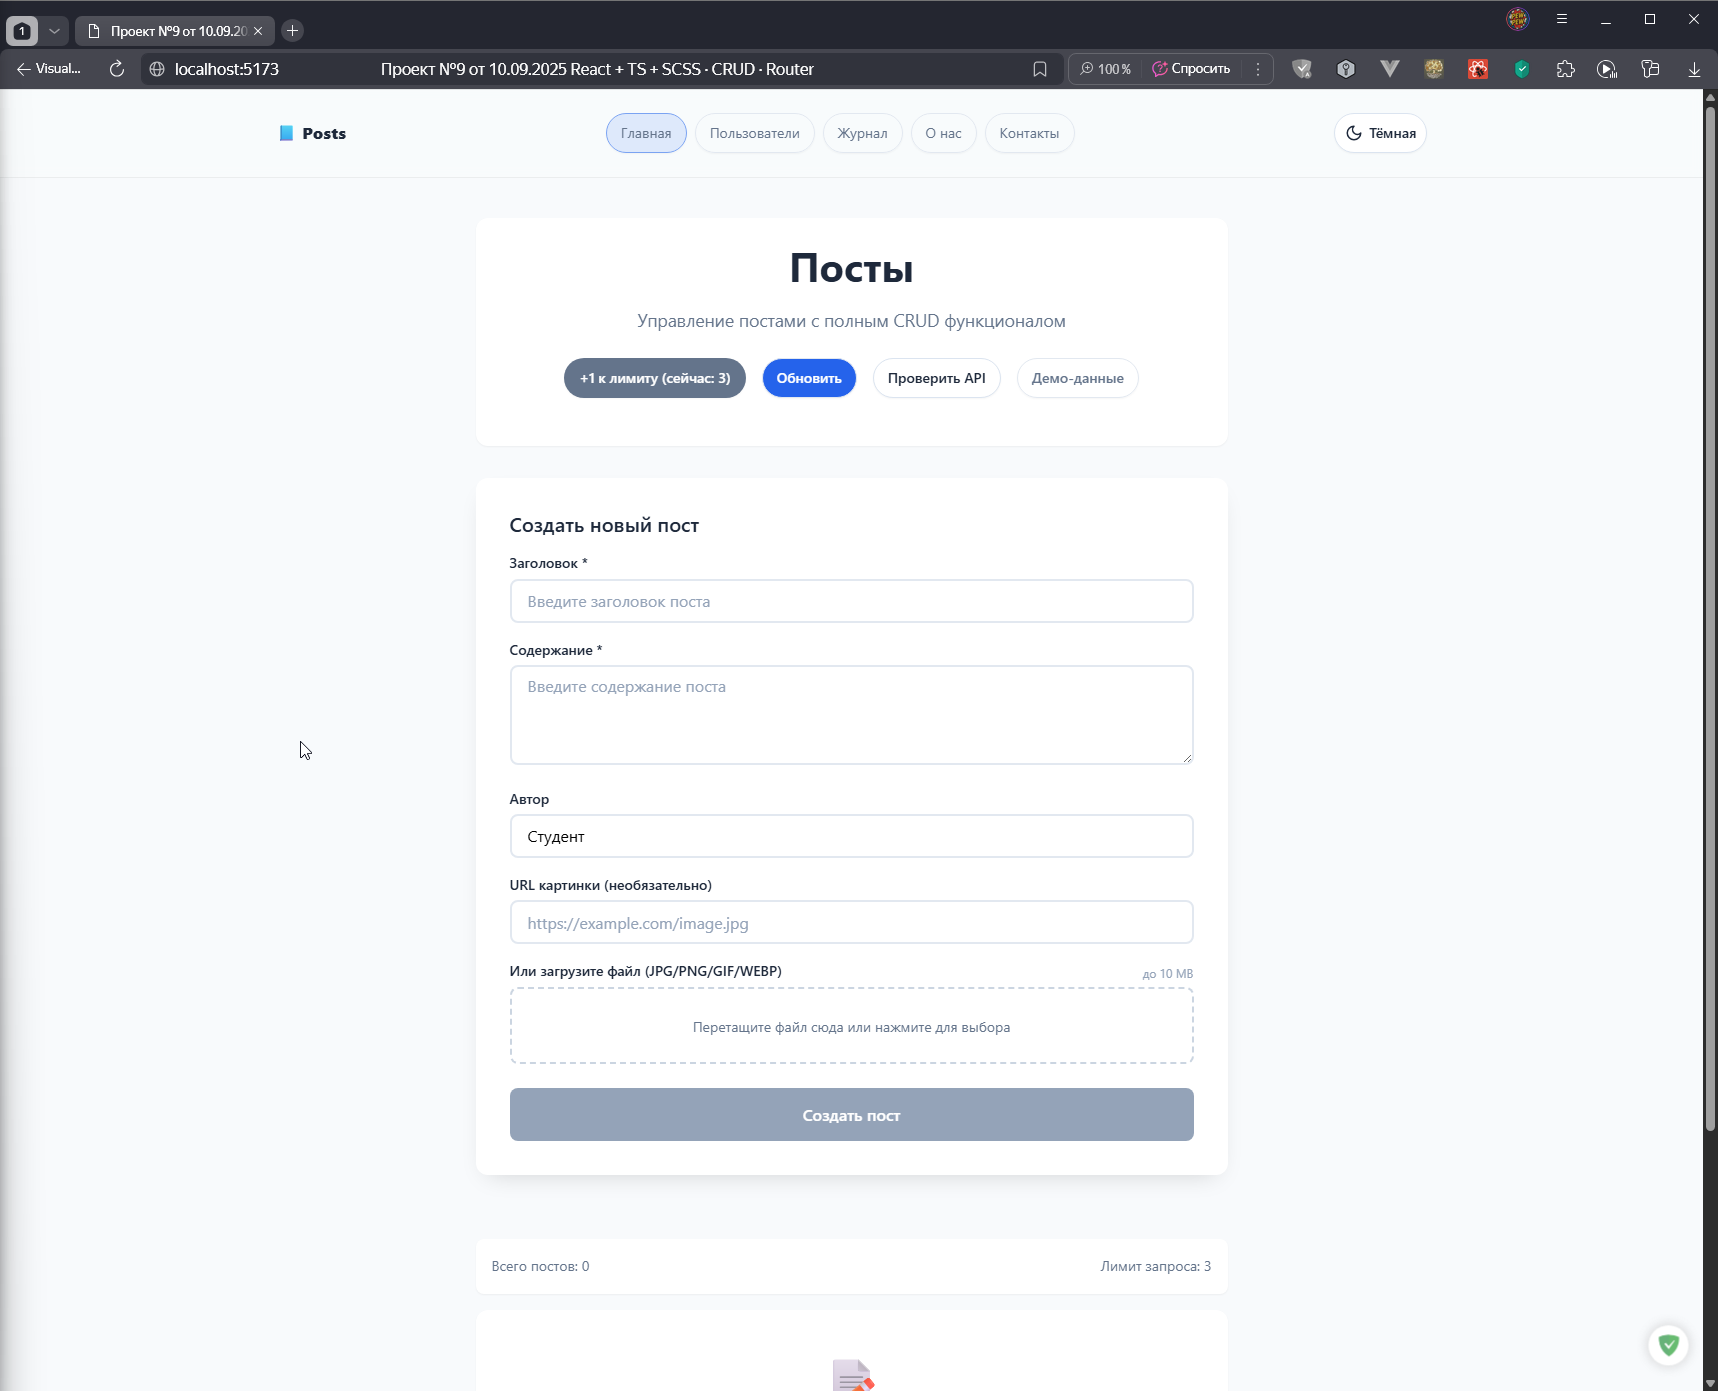 1
Проект №9 от 10.09.20
Visual...
localhost:5173
Проект №9 от 10.09.2025 React + TS + SCSS · CRUD · Router
100 %
Спросить
Posts
Главная
Пользователи
Журнал
О нас
Контакты
Тёмная
Посты
Управление постами с полным CRUD функционалом
+1 к лимиту (сейчас: 3)
Обновить
Проверить API
Демо-данные
Создать новый пост
Заголовок *
Введите заголовок поста
Содержание *
Введите содержание поста
Автор
Студент
URL картинки (необязательно)
https://example.com/image.jpg
Или загрузите файл (JPG/PNG/GIF/WEBP)
до 10 MB
Перетащите файл сюда или нажмите для выбора
Создать пост
Всего постов: 0
Лимит запроса: 3